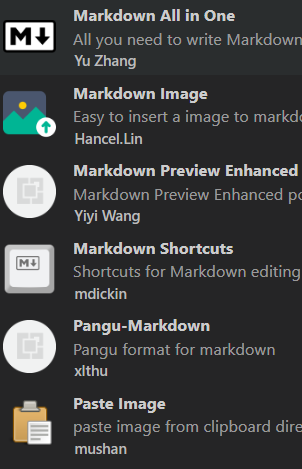 Markdown All in One
All you need to write Markdown
Yu Zhang
Markdown Image
Easy to insert a image to markdo
Hancel.Lin
Markdown Preview Enhanced
Markdown Preview Enhanced po
Yiyi Wang
Markdown Shortcuts
Shortcuts for Markdown editing
mdickin
Pangu-Markdown
Pangu format for markdown
xlthu
Paste Image
paste image from clipboard dire
mushan